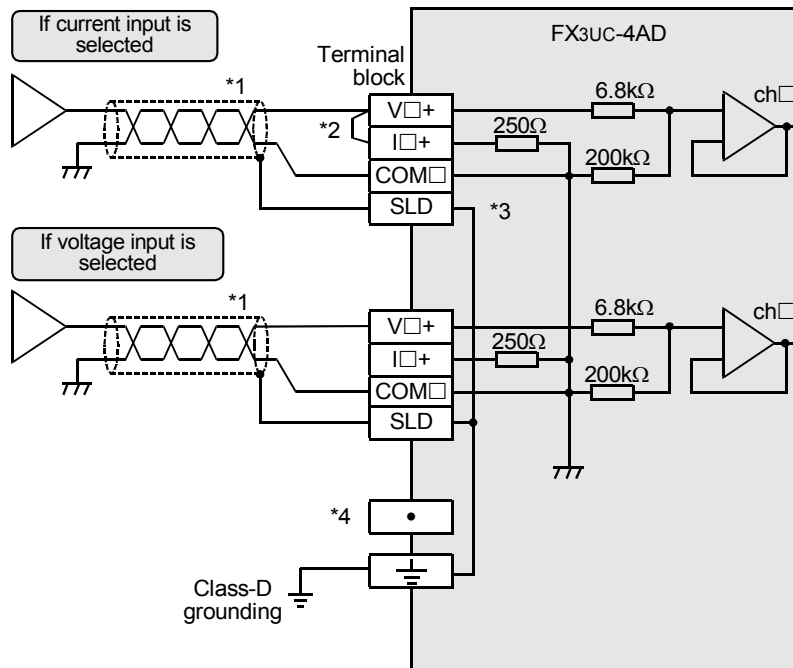 If current input is
selected
FX3UC-4AD
Terminal
block
*1
*2
V□+
6.8kΩ
ch□
I□+
250Ω
COM□
200kΩ
SLD
*3
If voltage input is
selected
*1
V□+
6.8kΩ
ch□
I□+
250Ω
COM□
200kΩ
SLD
*4
Class-D
grounding